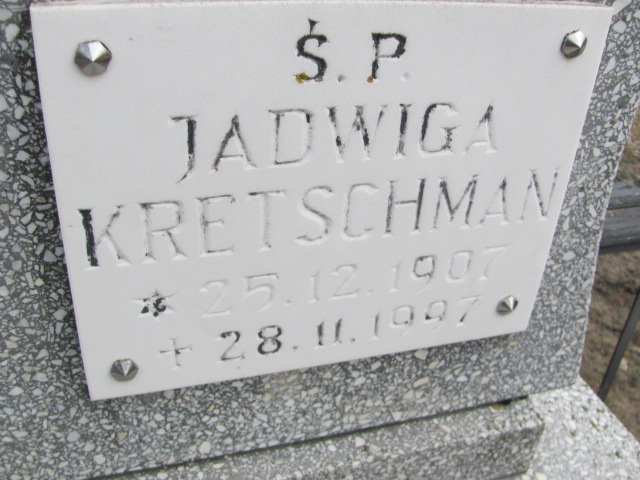 Ś. P.
JADWIGA
KRETSCHMAN
* 25.12.1907
+ 28.11.1997